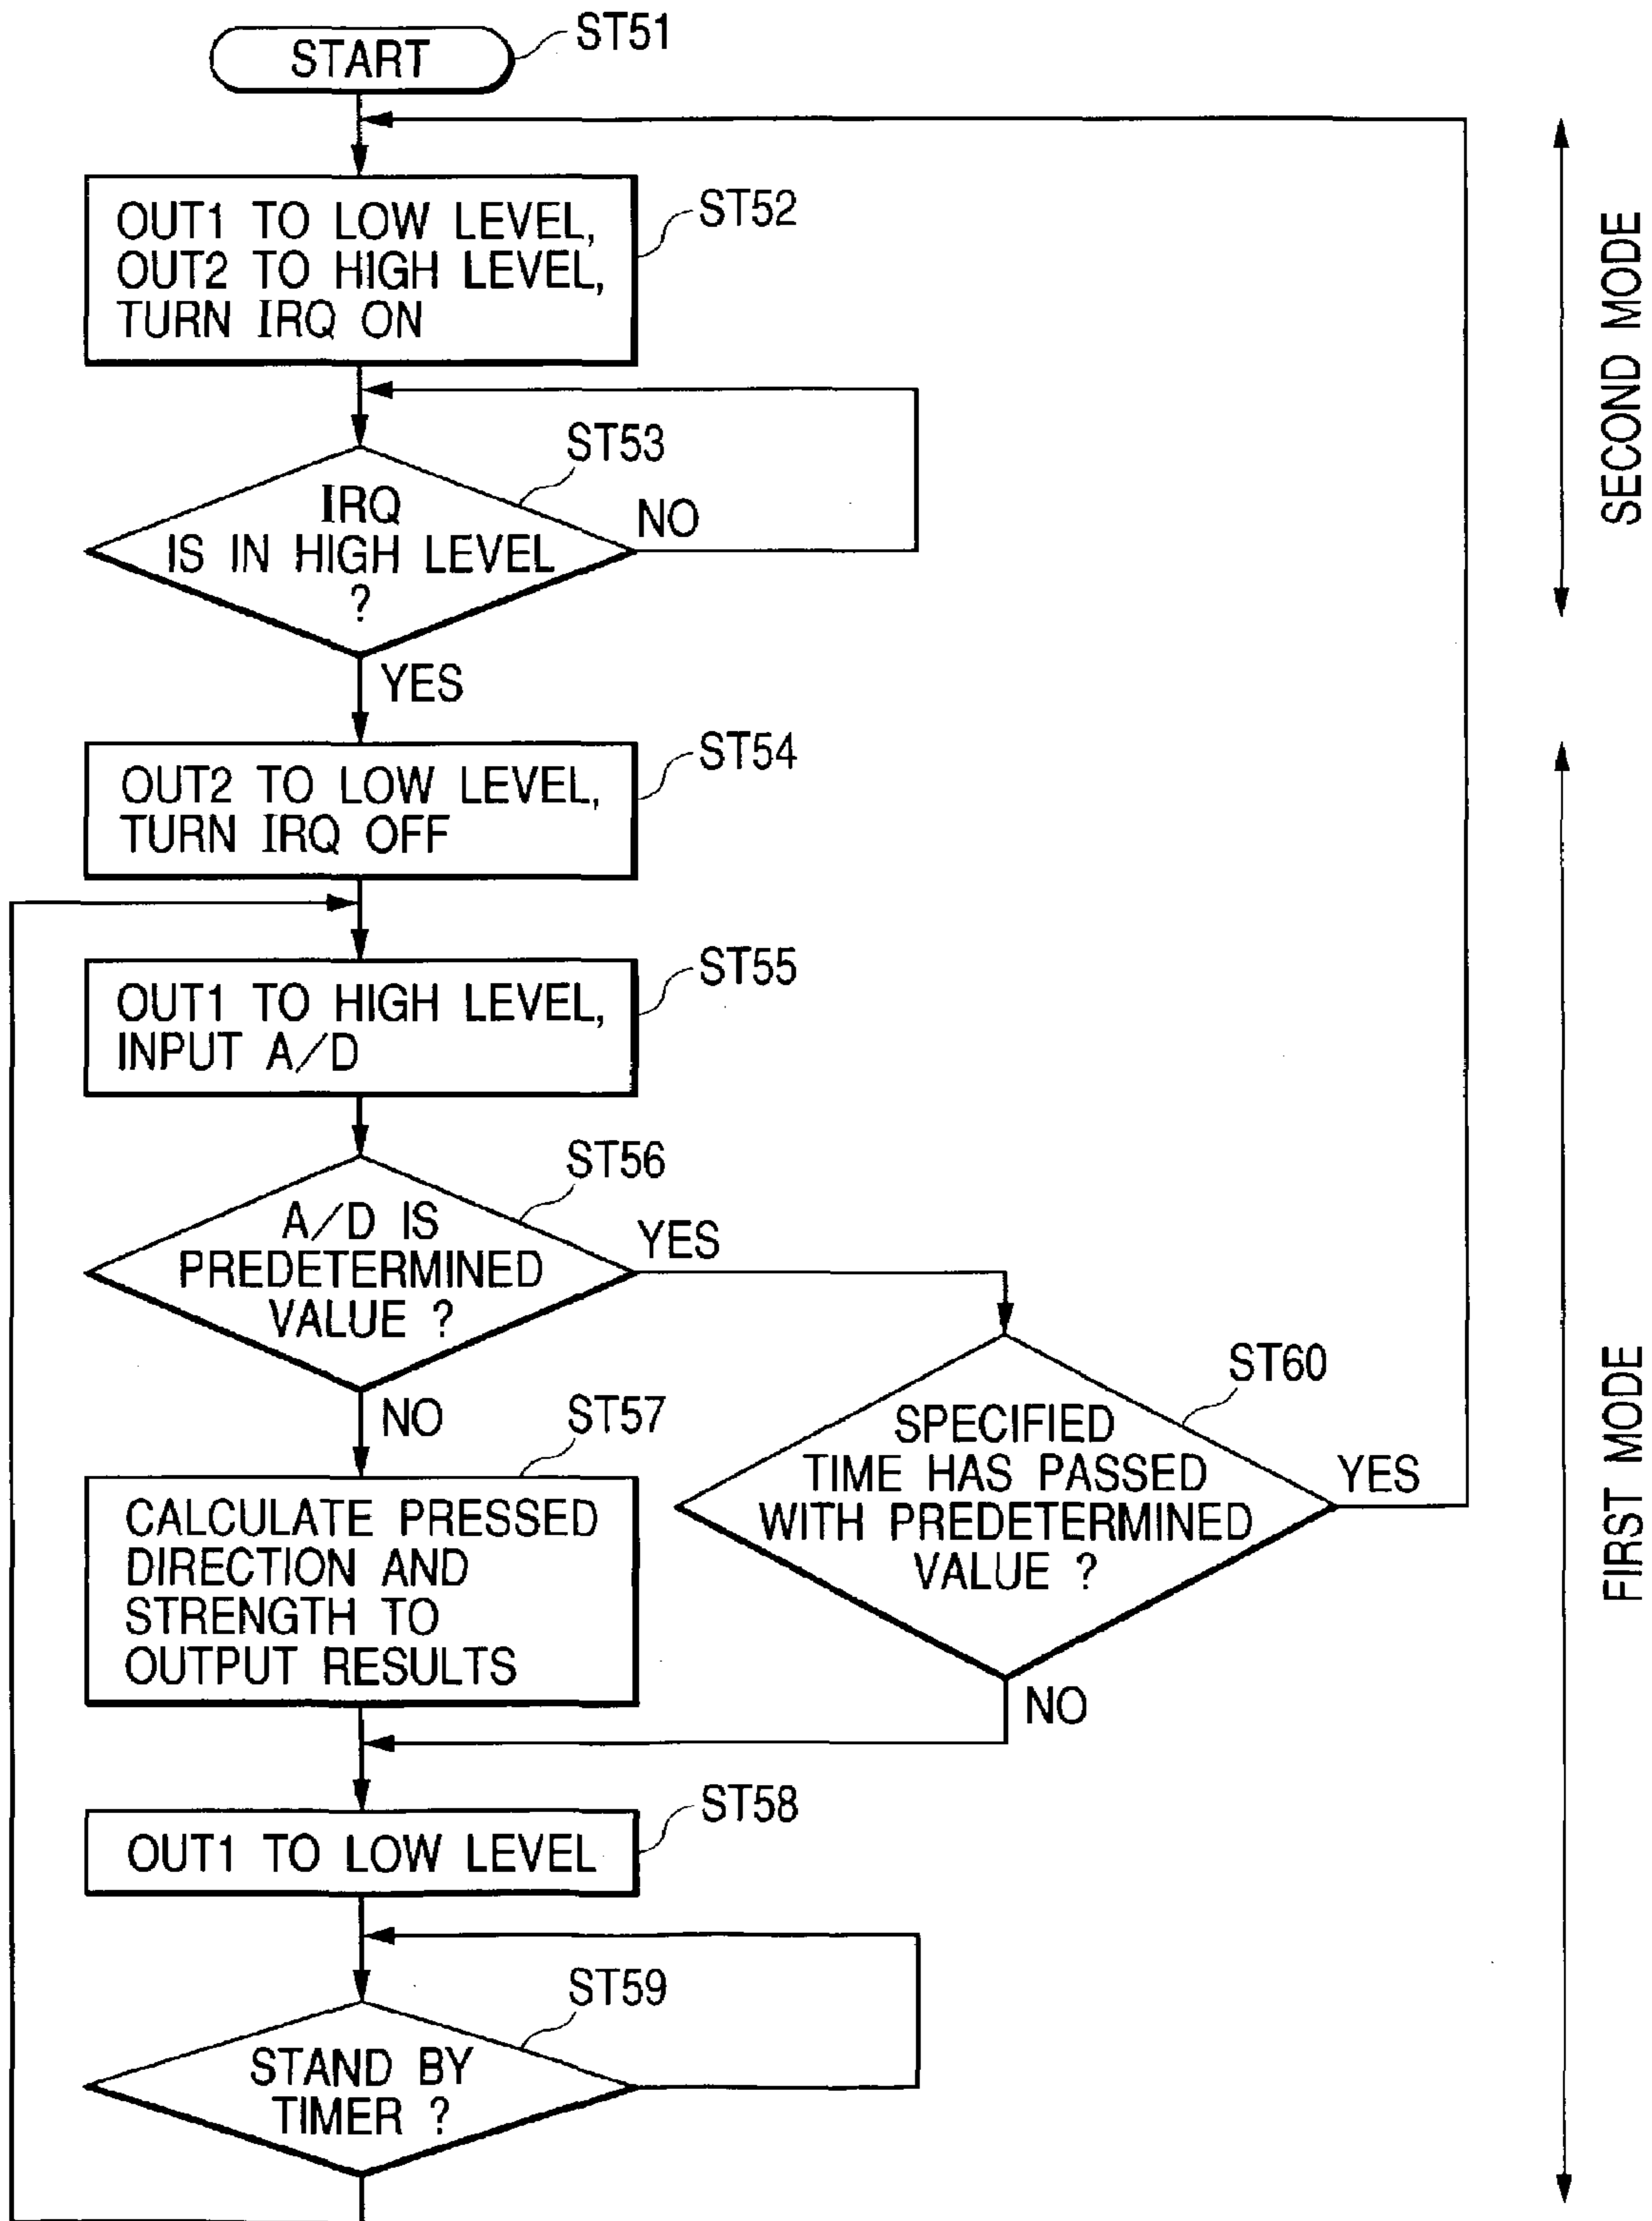 START
ST51
OUT1 TO LOW LEVEL,
OUT2 TO HIGH LEVEL,
TURN IRQ ON
ST52
SECOND MODE
ST53
IRQ
IS IN HIGH LEVEL
?
NO
YES
OUT2 TO LOW LEVEL,
TURN IRQ OFF
ST54
OUT1 TO HIGH LEVEL,
INPUT A/D
ST55
ST56
A/D IS
PREDETERMINED
VALUE ?
YES
NO
ST57
CALCULATE PRESSED
DIRECTION AND
STRENGTH TO
OUTPUT RESULTS
ST60
SPECIFIED
TIME HAS PASSED
WITH PREDETERMINED
VALUE ?
YES
NO
FIRST MODE
OUT1 TO LOW LEVEL
ST58
ST59
STAND BY
TIMER ?